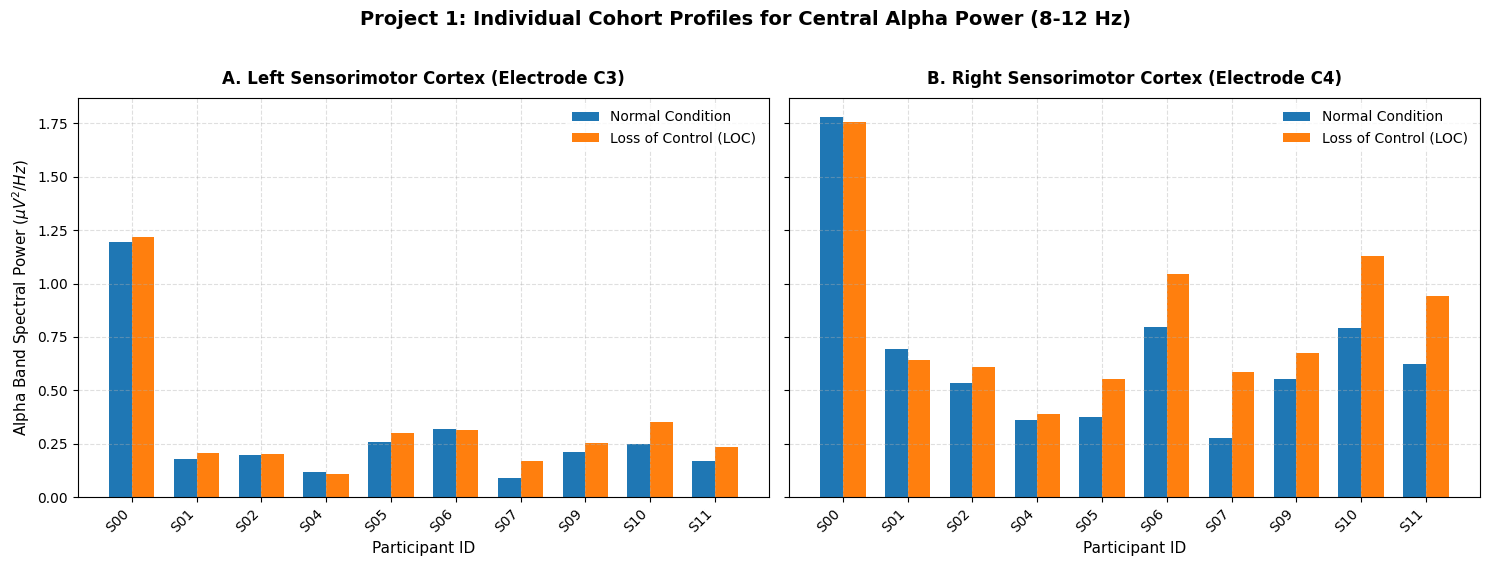 Project 1: Individual Cohort Profiles for Central Alpha Power (8-12 Hz)
A. Left Sensorimotor Cortex (Electrode C3)
Normal Condition
Loss of Control (LOC)
Alpha Band Spectral Power (μV²/Hz)
1.75
1.50
1.25
1.00
0.75
0.50
0.25
0.00
S00 S01 S02 S04 S05 S06 S07 S09 S10 S11
Participant ID
B. Right Sensorimotor Cortex (Electrode C4)
Normal Condition
Loss of Control (LOC)
S00 S01 S02 S04 S05 S06 S07 S09 S10 S11
Participant ID